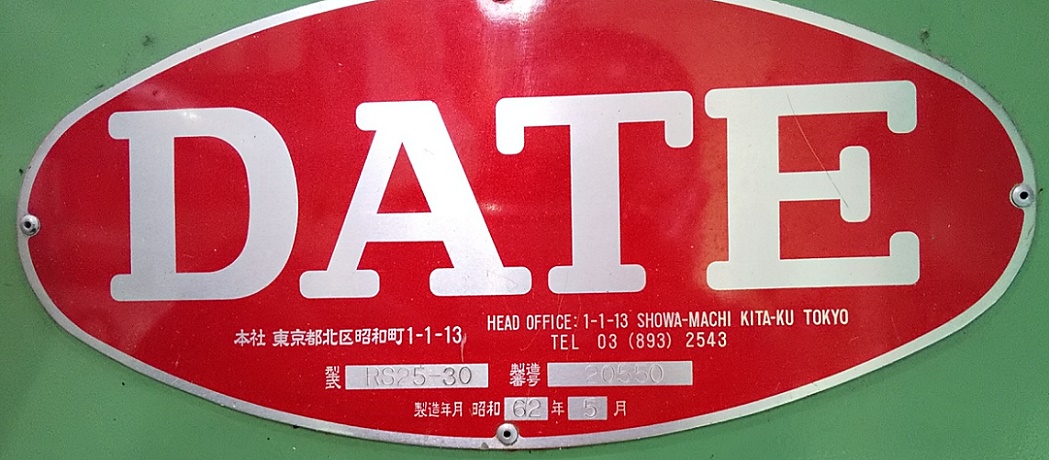 DATE
本社 東京都北区昭和町1-1-13
HEAD OFFICE: 1-1-13 SHOWA-MACHI KITA-KU TOKYO
TEL 03 (893) 2543
型式 RS25-30 製造番号 20550
製造年月 昭和 62 年 5 月